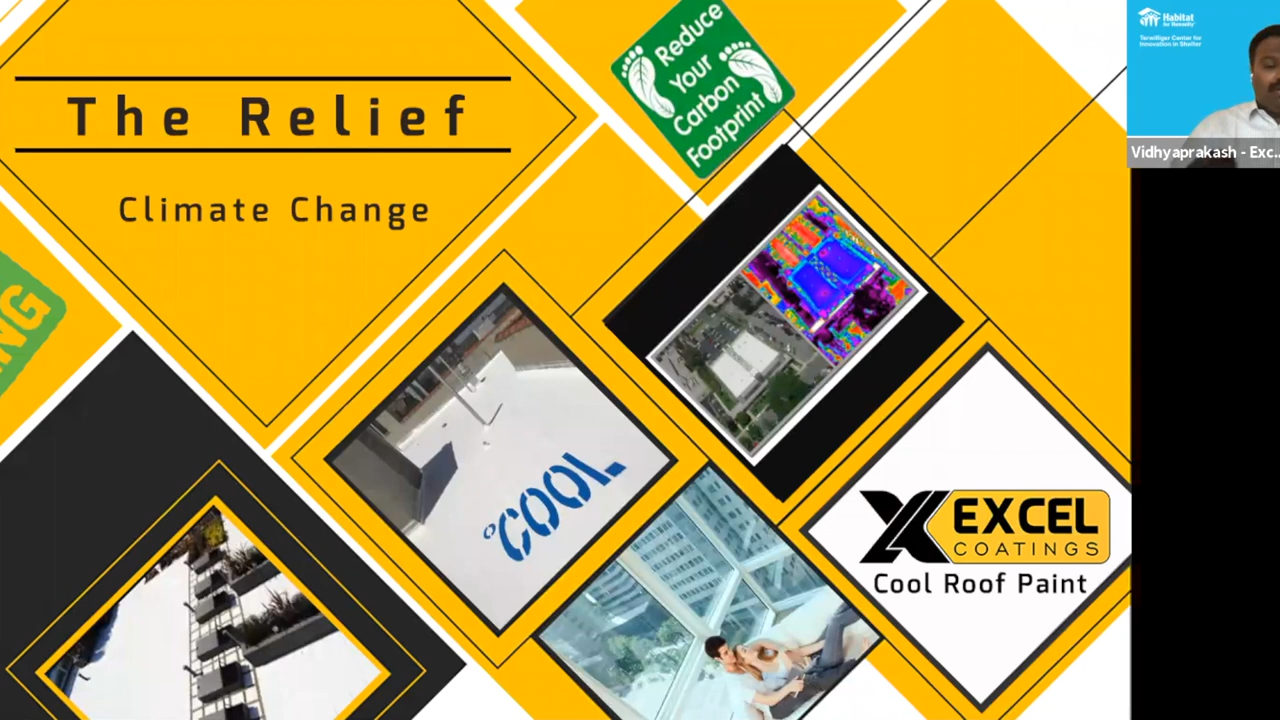 The Relief
Climate Change
Reduce
Your
Carbon
Footprint
NG
°COOL
EXCEL
COATINGS
Cool Roof Paint
Habitat
for Humanity
Terwilliger Center for
Innovation in Shelter
Vidhyaprakash - Exc...